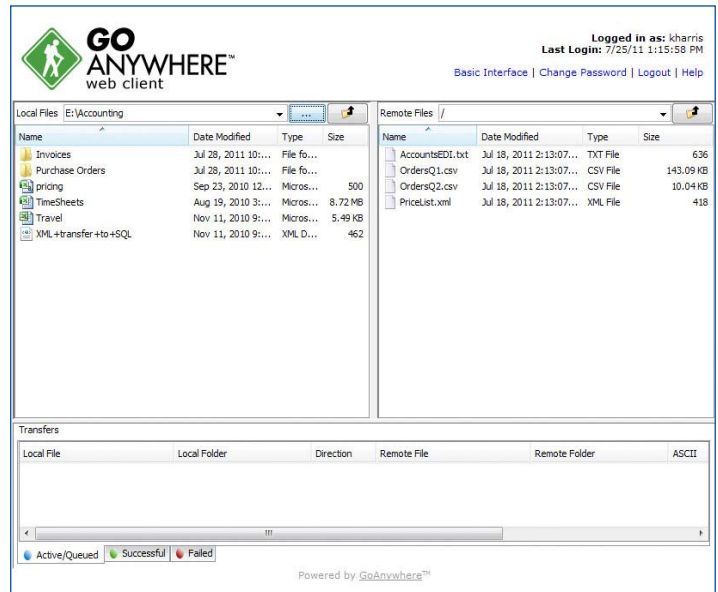 GO
ANYWHERE™
web client
Logged in as: kharris
Last Login: 7/25/11 1:15:58 PM
Basic Interface | Change Password | Logout | Help
Local Files E:\Accounting ...
Name Date Modified Type Size
Invoices Jul 28, 2011 10:... File fo...
Purchase Orders Jul 28, 2011 10:... File fo...
pricing Sep 23, 2010 12... Micros... 500
TimeSheets Aug 19, 2010 3:... Micros... 8.72 MB
Travel Nov 11, 2010 9:... Micros... 5.49 KB
XML+transfer+to+SQL Nov 11, 2010 9:... XML D... 462
Remote Files /
Name Date Modified Type Size
AccountsEDI.txt Jul 18, 2011 2:13:07... TXT File 636
OrdersQ1.csv Jul 18, 2011 2:13:07... CSV File 143.09 KB
OrdersQ2.csv Jul 18, 2011 2:13:07... CSV File 10.04 KB
PriceList.xml Jul 18, 2011 2:13:07... XML File 418
Transfers
Local File Local Folder Direction Remote File Remote Folder ASCII
Active/Queued Successful Failed
Powered by GoAnywhere™